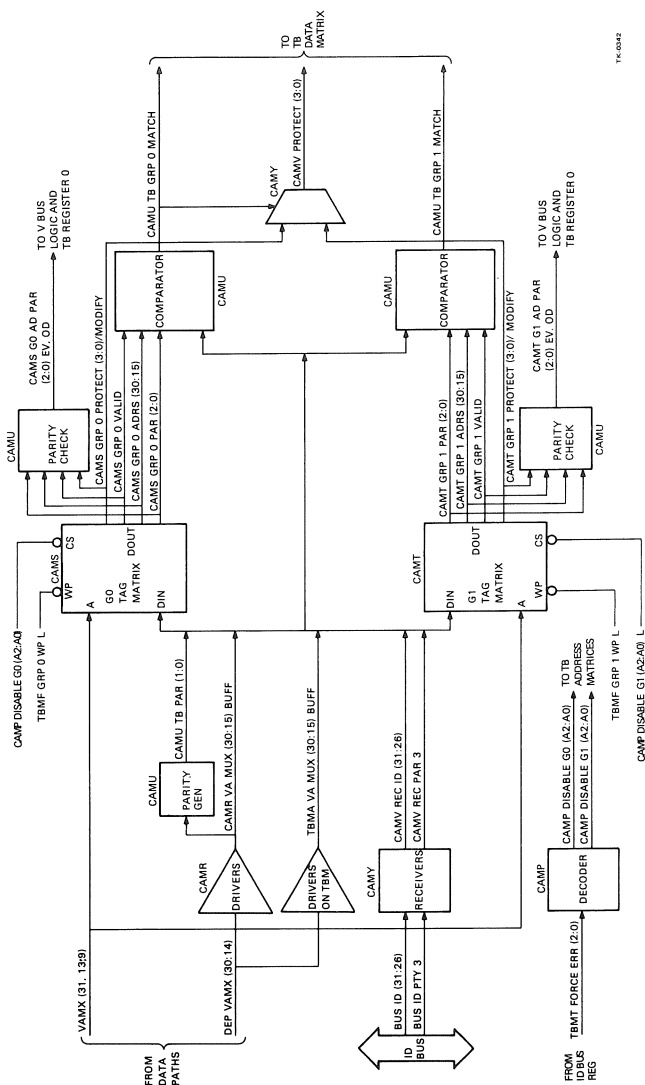 TO
TB
DATA
MATRIX
TK-0342
CAMU TB GRP 0 MATCH
CAMY
CAMV PROTECT (3:0)
CAMU TB GRP 1 MATCH
TO V BUS
LOGIC AND
TB REGISTER 0
CAMS G0 AD PAR
(2:0) EV. OD
CAMU
PARITY
CHECK
COMPARATOR
CAMU
CAMU
COMPARATOR
TO V BUS
LOGIC AND
TB REGISTER 0
CAMT G1 AD PAR
(2:0) EV, OD
PARITY
CHECK
CAMU
CAMS GRP 0 PROTECT (3:0)/MODIFY
CAMS GRP 0 VALID
CAMS GRP 0 ADRS (30:15)
CAMS GRP 0 PAR (2:0)
CAMT GRP 1 PAR (2:0)
CAMT GRP 1 ADRS (30:15)
CAMT GRP 1 VALID
CAMT GRP 1 PROTECT (3:0)/ MODIFY
CAMP DISABLE G0 (A2:A0)
TBMF GRP 0 WP L
CAMS
CS
WP
A
G0
TAG
MATRIX
DOUT
DIN
CAMT
DIN
DOUT
G1
TAG
MATRIX
A
WP
CS
TBMF GRP 1 WP L
CAMP DISABLE G1 (A2:A0) L
CAMU
PARITY
GEN
CAMU TB PAR (1:0)
CAMR VA MUX (30:15) BUFF
TBMA VA MUX (30:15) BUFF
CAMV REC ID (31:26)
CAMV REC PAR 3
CAMR
DRIVERS
DRIVERS
ON TBM
CAMY
RECEIVERS
CAMP
DECODER
CAMP DISABLE G0 (A2:A0)
CAMP DISABLE G1 (A2:A0)
TO TB
ADDRESS
MATRICES
VAMX (31, 13:9)
DEP VAMX (30:14)
FROM
DATA
PATHS
BUS ID (31:26)
BUS ID PTY 3
ID
BUS
TBMT FORCE ERR (2:0)
FROM
ID BUS
REG